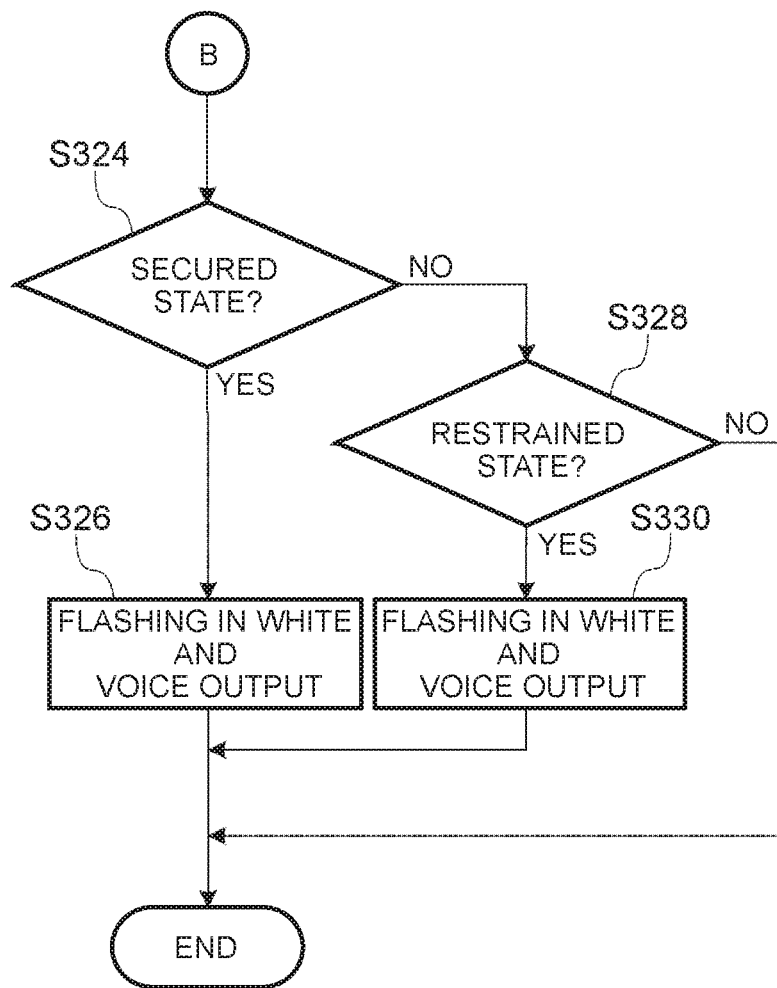 B
S324
SECURED
STATE?
NO
YES
S328
RESTRAINED
STATE?
NO
YES
S326
FLASHING IN WHITE
AND
VOICE OUTPUT
S330
FLASHING IN WHITE
AND
VOICE OUTPUT
END